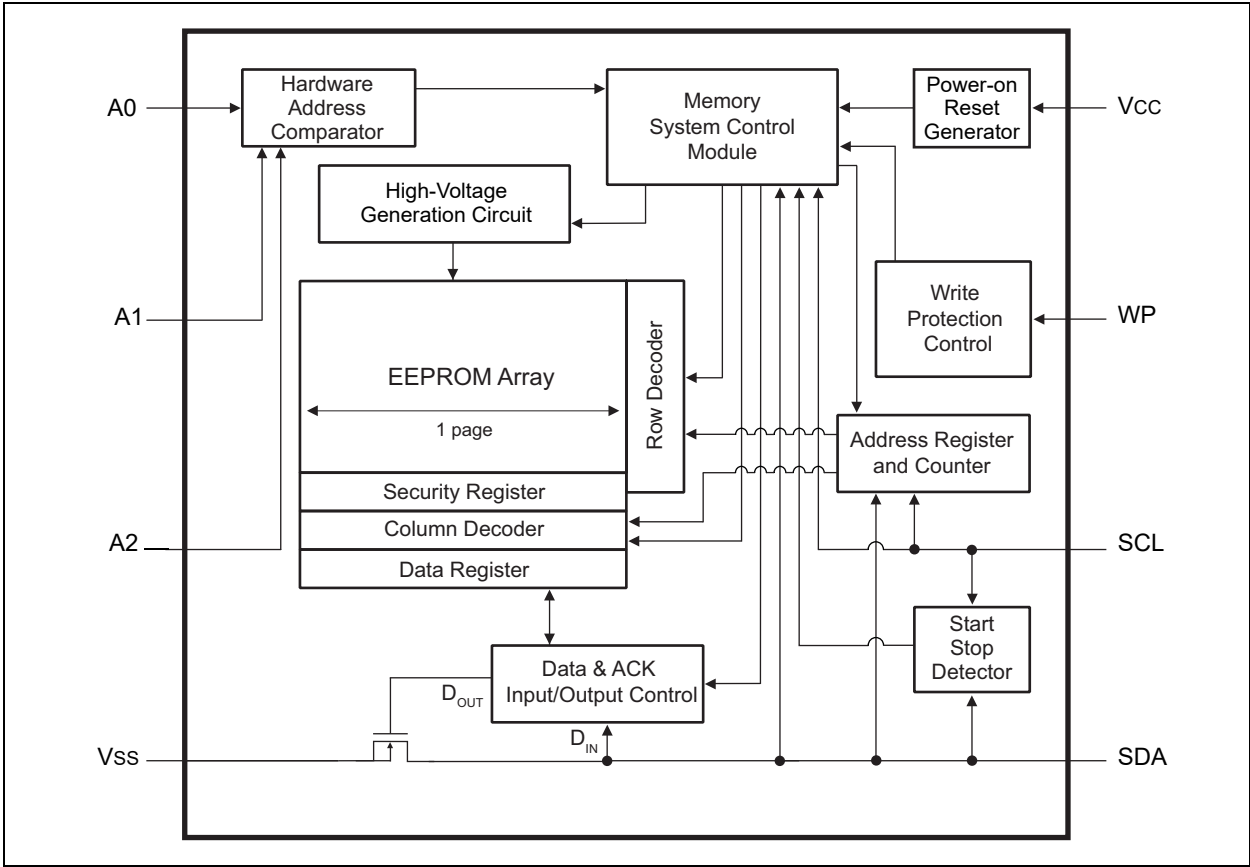 Hardware
Address
Comparator
Memory
System Control
Module
Power-on
Reset
Generator
A0
VCC
High-Voltage
Generation Circuit
A1
Write
Protection
Control
WP
EEPROM Array
1 page
Row Decoder
Address Register
and Counter
Security Register
Column Decoder
Data Register
A2
SCL
Start
Stop
Detector
Data & ACK
Input/Output Control
DOUT
DIN
VSS
SDA